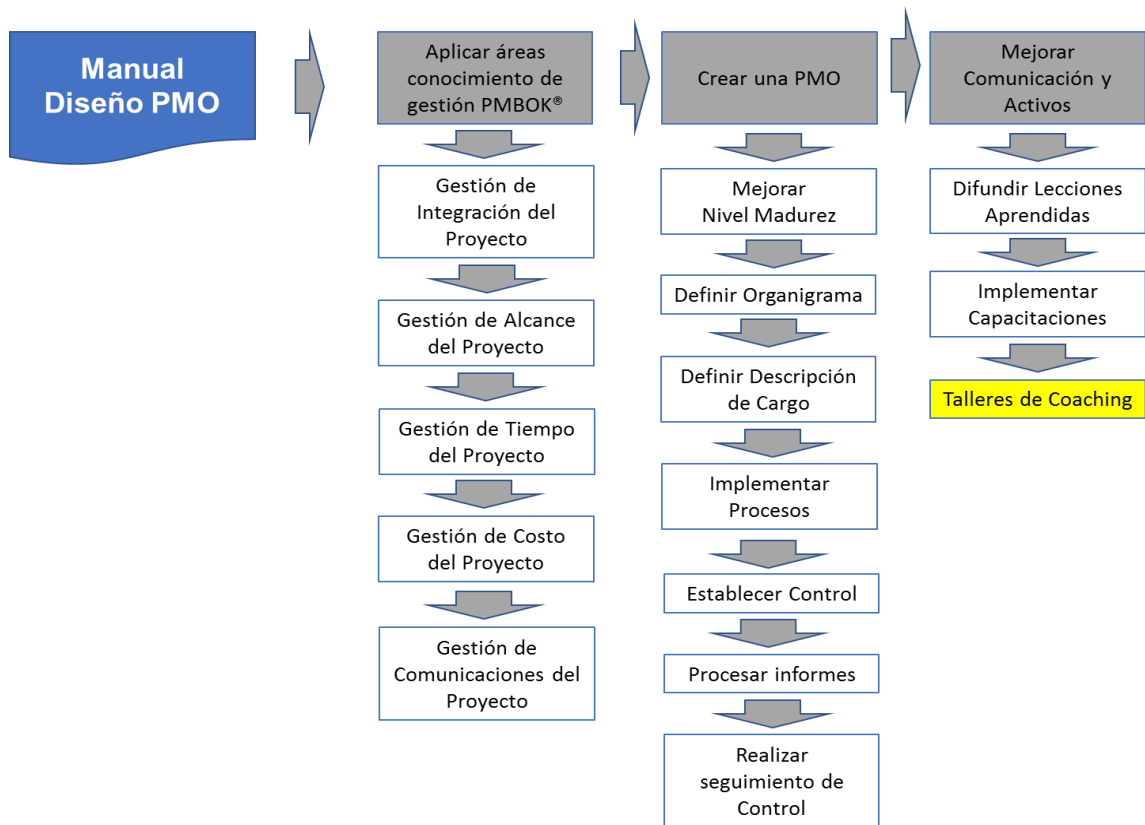 Manual
Diseño PMO
Aplicar áreas
conocimiento de
gestión PMBOK®
Gestión de
Integración del
Proyecto
Gestión de Alcance
del Proyecto
Gestión de Tiempo
del Proyecto
Gestión de Costo
del Proyecto
Gestión de
Comunicaciones del
Proyecto
Crear una PMO
Mejorar
Nivel Madurez
Definir Organigrama
Definir Descripción
de Cargo
Implementar
Procesos
Establecer Control
Procesar informes
Realizar
seguimiento de
Control
Mejorar
Comunicación y
Activos
Difundir Lecciones
Aprendidas
Implementar
Capacitaciones
Talleres de Coaching